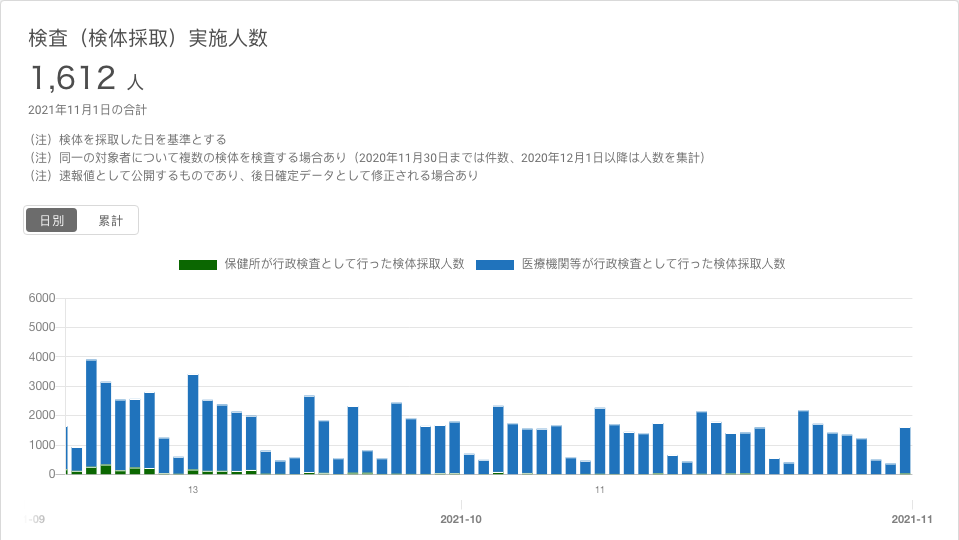 検査（検体採取）実施人数
1,612 人
2021年11月1日の合計
（注）検体を採取した日を基準とする
（注）同一の対象者について複数の検体を検査する場合あり（2020年11月30日までは件数、2020年12月1日以降は人数を集計）
（注）速報値として公開するものであり、後日確定データとして修正される場合あり
日別 累計
保健所が行政検査として行った検体採取人数 医療機関等が行政検査として行った検体採取人数
6000
5000
4000
3000
2000
1000
0
13 11
-09 2021-10 2021-11